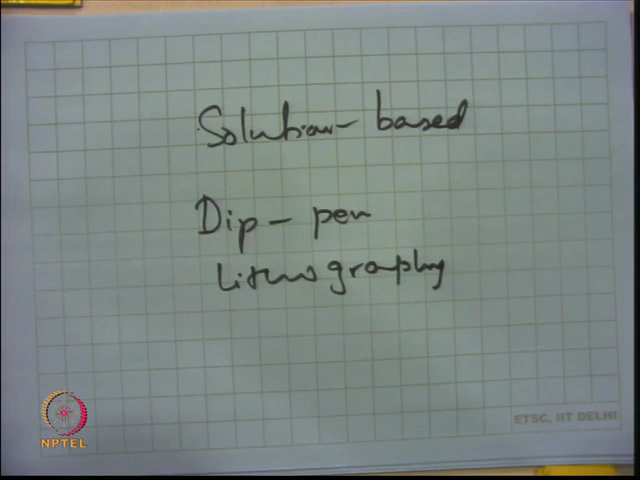 Solution-based
Dip-pen
lithography
ETSC, IIT DELHI
NPTEL